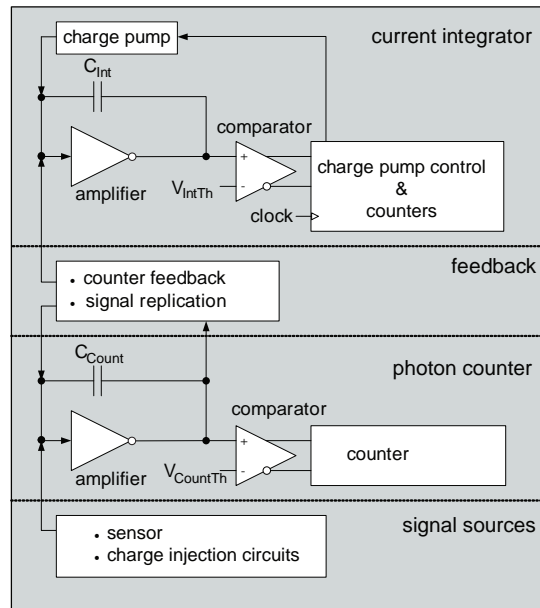 current integrator
charge pump
C_Int
comparator
+
-
amplifier
V_IntTh
clock
charge pump control
&
counters
feedback
• counter feedback
• signal replication
photon counter
C_Count
comparator
+
-
amplifier
V_CountTh
counter
signal sources
• sensor
• charge injection circuits